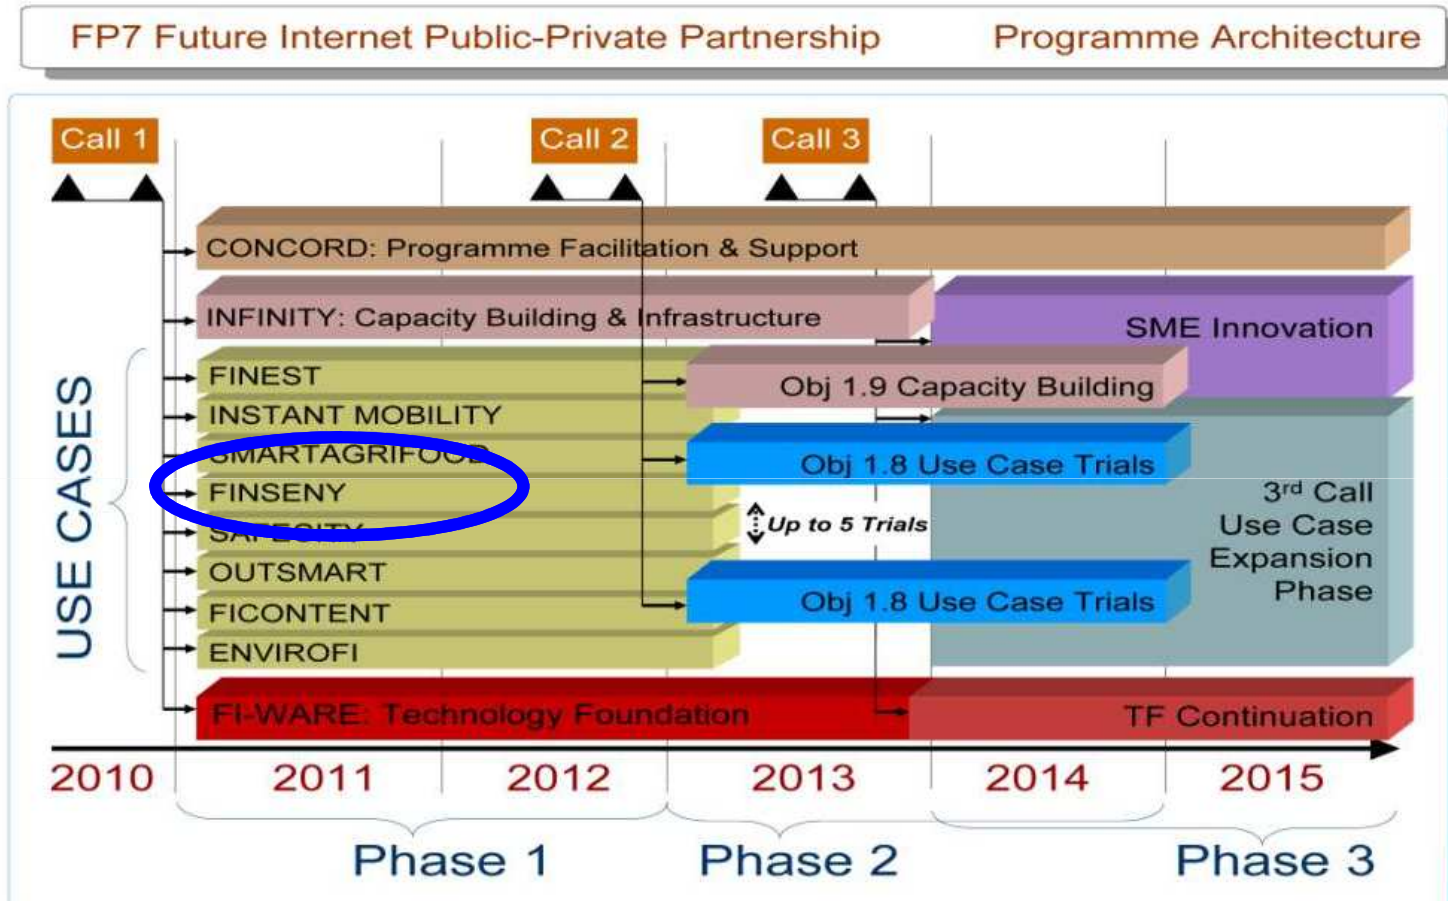 FP7 Future Internet Public-Private Partnership Programme Architecture
Call 1
Call 2
Call 3
CONCORD: Programme Facilitation & Support
INFINITY: Capacity Building & Infrastructure
SME Innovation
USE CASES
FINEST
Obj 1.9 Capacity Building
INSTANT MOBILITY
SMARTAGRIFOOD
Obj 1.8 Use Case Trials
FINSENY
3rd Call
Use Case
Expansion
Phase
SAFECITY
Up to 5 Trials
OUTSMART
FICONTENT
Obj 1.8 Use Case Trials
ENVIROFI
FI-WARE: Technology Foundation
TF Continuation
2010 2011 2012 2013 2014 2015
Phase 1 Phase 2 Phase 3